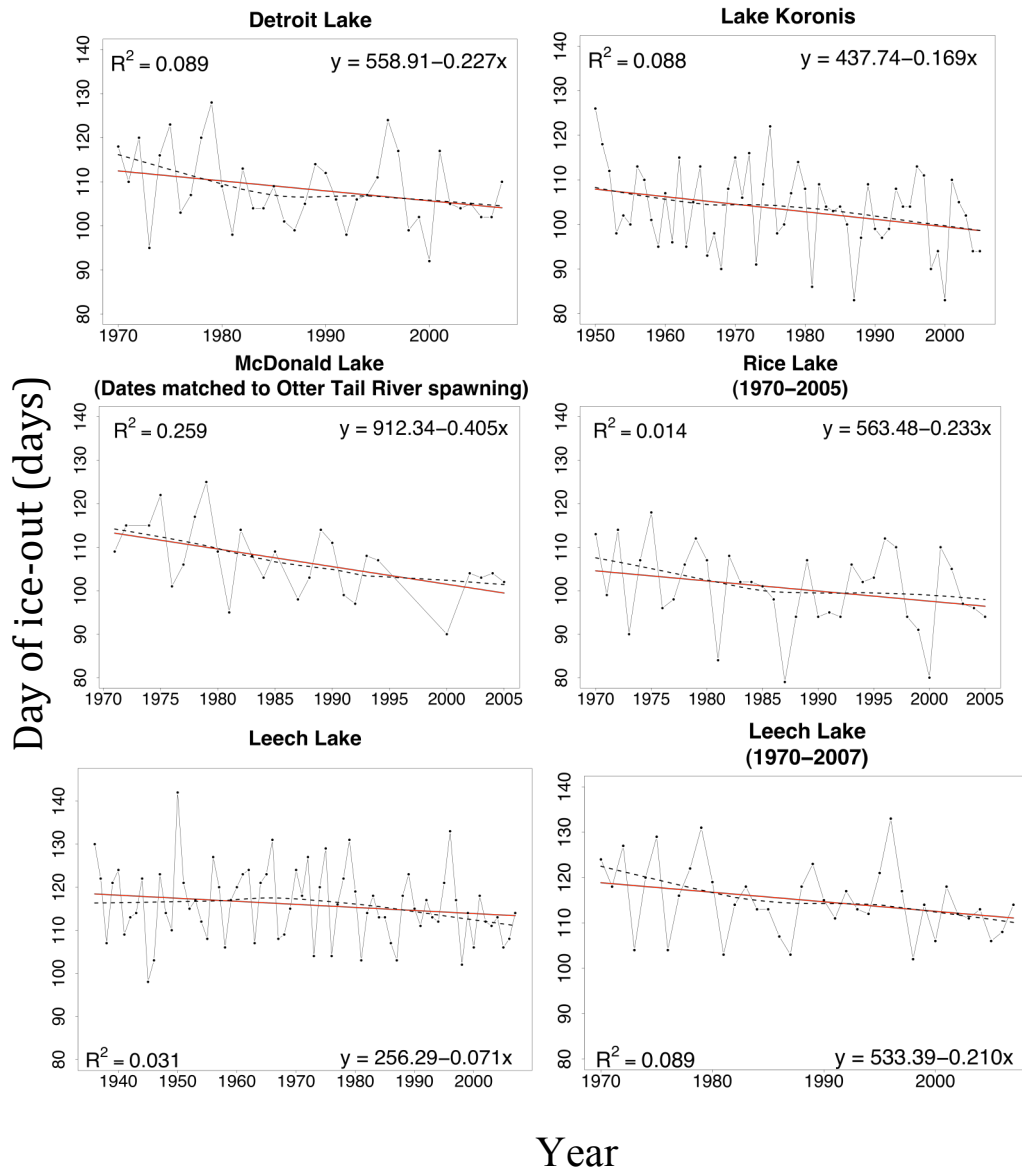 Detroit Lake
R² = 0.089
y = 558.91−0.227x
80 90 100 110 120 130 140
1970 1980 1990 2000
Lake Koronis
R² = 0.088
y = 437.74−0.169x
80 90 100 110 120 130 140
1950 1960 1970 1980 1990 2000
McDonald Lake
(Dates matched to Otter Tail River spawning)
R² = 0.259
y = 912.34−0.405x
80 90 100 110 120 130 140
1970 1975 1980 1985 1990 1995 2000 2005
Rice Lake
(1970−2005)
R² = 0.014
y = 563.48−0.233x
80 90 100 110 120 130 140
1970 1975 1980 1985 1990 1995 2000 2005
Day of ice-out (days)
Leech Lake
80 90 100 110 120 130 140
R² = 0.031
y = 256.29−0.071x
1940 1950 1960 1970 1980 1990 2000
Leech Lake
(1970−2007)
80 90 100 110 120 130 140
R² = 0.089
y = 533.39−0.210x
1970 1980 1990 2000
Year